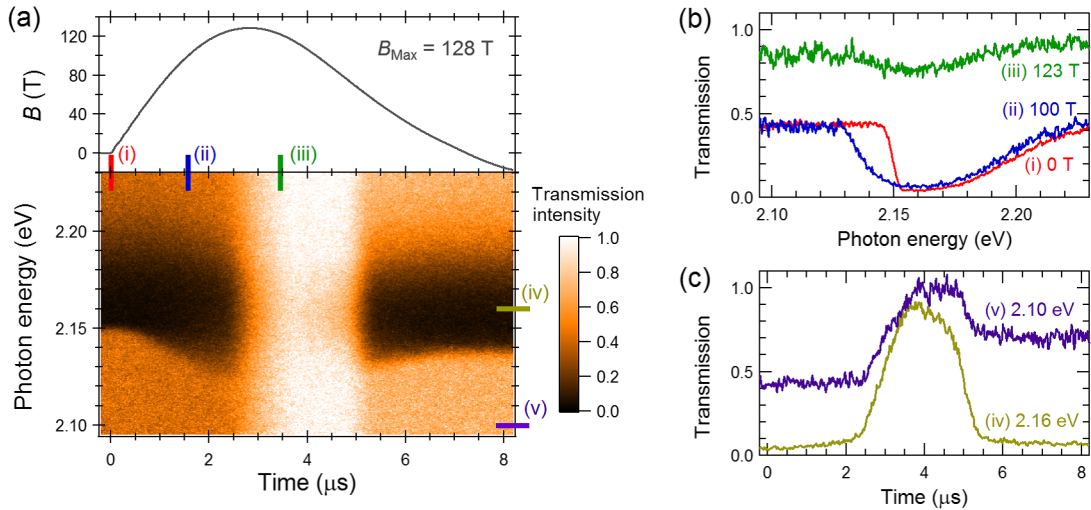 (a)
120
80
40
0
B (T)
B_Max = 128 T
(i)
(ii)
(iii)
Photon energy (eV)
2.20
2.15
2.10
(iv)
(v)
0
2
4
6
8
Time (μs)
Transmission
intensity
1.0
0.8
0.6
0.4
0.2
0.0
(b)
Transmission
1.0
0.5
0.0
(iii) 123 T
(ii) 100 T
(i) 0 T
2.10
2.15
2.20
Photon energy (eV)
(c)
Transmission
1.0
0.5
0.0
(v) 2.10 eV
(iv) 2.16 eV
0
2
4
6
8
Time (μs)